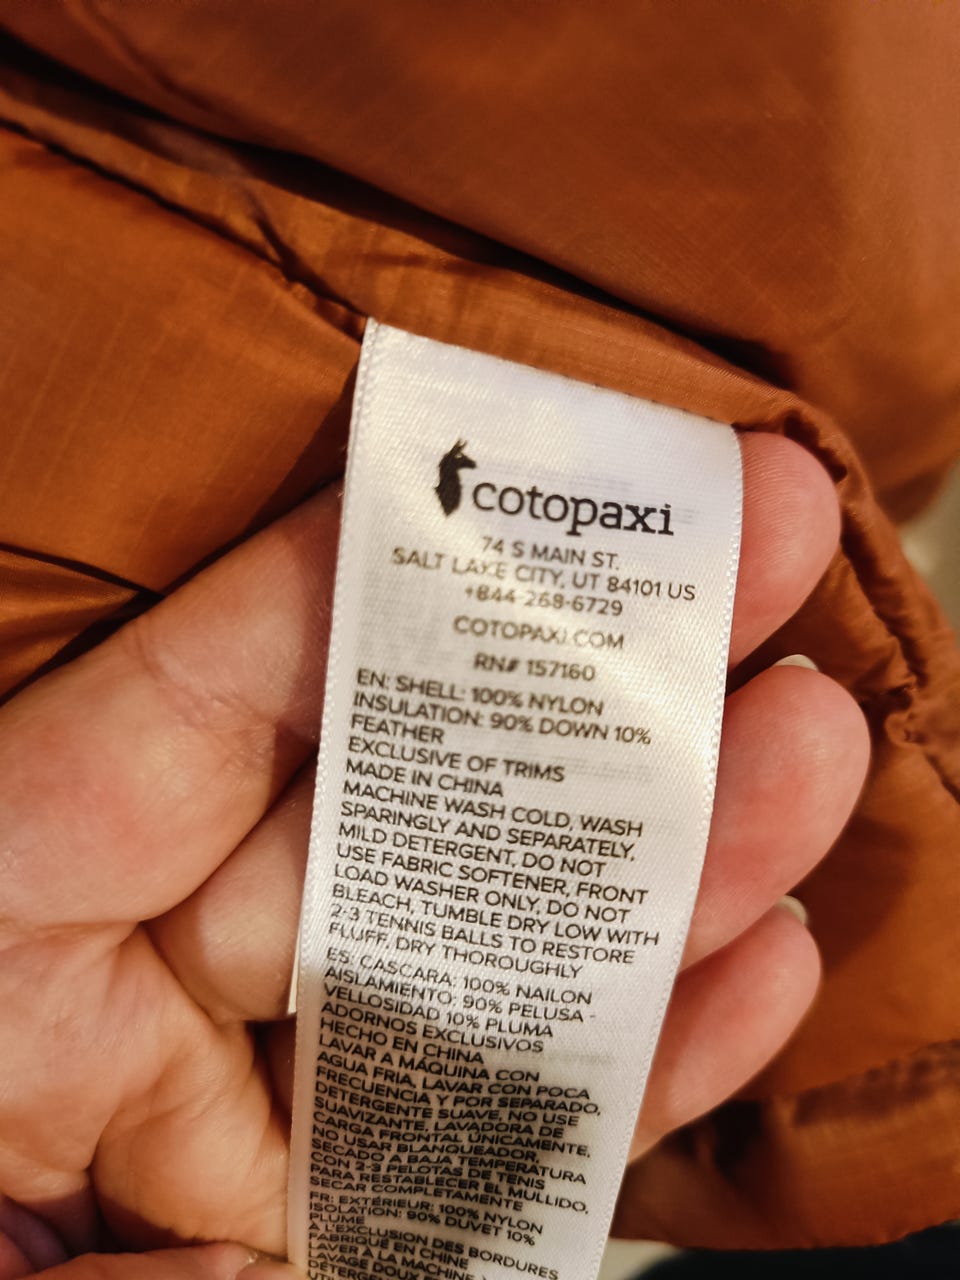 cotopaxi
74 S MAIN ST.
SALT LAKE CITY, UT 84101 US
+844-268-6729
COTOPAXI.COM
RN# 157160
EN: SHELL: 100% NYLON
INSULATION: 90% DOWN 10%
FEATHER
EXCLUSIVE OF TRIMS
MADE IN CHINA
MACHINE WASH COLD, WASH
SPARINGLY AND SEPARATELY,
MILD DETERGENT, DO NOT
USE FABRIC SOFTENER, FRONT
LOAD WASHER ONLY, DO NOT
BLEACH, TUMBLE DRY LOW WITH
2-3 TENNIS BALLS TO RESTORE
FLUFF, DRY THOROUGHLY
ES: CASCARA: 100% NAILON
AISLAMIENTO: 90% PELUSA -
VELLOSIDAD 10% PLUMA
ADORNOS EXCLUSIVOS
HECHO EN CHINA
LAVAR A MÁQUINA CON
AGUA FRIA, LAVAR CON POCA
FRECUENCIA Y POR SEPARADO,
DETERGENTE SUAVE, NO USE
SUAVIZANTE, LAVADORA DE
CARGA FRONTAL ÚNICAMENTE,
NO USAR BLANQUEADOR,
SECADO A BAJA TEMPERATURA
CON 2-3 PELOTAS DE TENIS
PARA RESTABLECER EL MULLIDO,
SECAR COMPLETAMENTE
FR: EXTÉRIEUR: 100% NYLON
ISOLATION: 90% DUVET 10%
PLUME
À L'EXCLUSION DES BORDURES
FABRIQUÉ EN CHINE
LAVER À LA MACHINE
LAVAGE DOUX